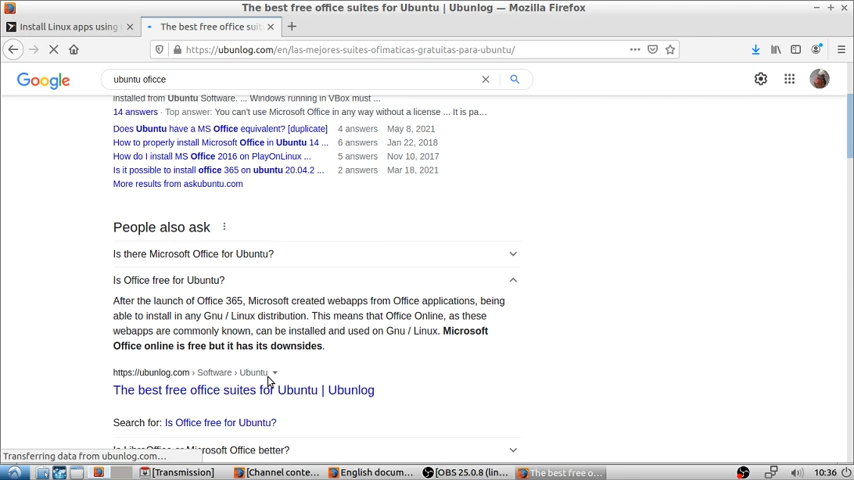 The best free office suites for Ubuntu | Ubunlog — Mozilla Firefox
Install Linux apps using
The best free office suites
https://ubunlog.com/en/las-mejores-suites-ofimaticas-gratuitas-para-ubuntu/
Google
ubuntu oficce
installed from Ubuntu Software. ... Windows running in VBox must ...
14 answers · Top answer: You can't use Microsoft Office in any way without a license ... It is pa…
Does Ubuntu have a MS Office equivalent? [duplicate] 4 answers May 8, 2021
How to properly install Microsoft Office in Ubuntu 14 ... 6 answers Jan 22, 2018
How do I install MS Office 2016 on PlayOnLinux ... 5 answers Nov 10, 2017
Is it possible to install office 365 on ubuntu 20.04.2 ... 2 answers Mar 18, 2021
More results from askubuntu.com
People also ask
Is there Microsoft Office for Ubuntu?
Is Office free for Ubuntu?
After the launch of Office 365, Microsoft created webapps from Office applications, being
able to install in any Gnu / Linux distribution. This means that Office Online, as these
webapps are commonly known, can be installed and used on Gnu / Linux. Microsoft
Office online is free but it has its downsides.
https://ubunlog.com › Software › Ubuntu
The best free office suites for Ubuntu | Ubunlog
Search for: Is Office free for Ubuntu?
Is LibreOffice or Microsoft Office better?
Transferring data from ubunlog.com…
[Transmission]
[Channel conte...
[English docum...
[OBS 25.0.8 (lin...
The best free o...
10:36